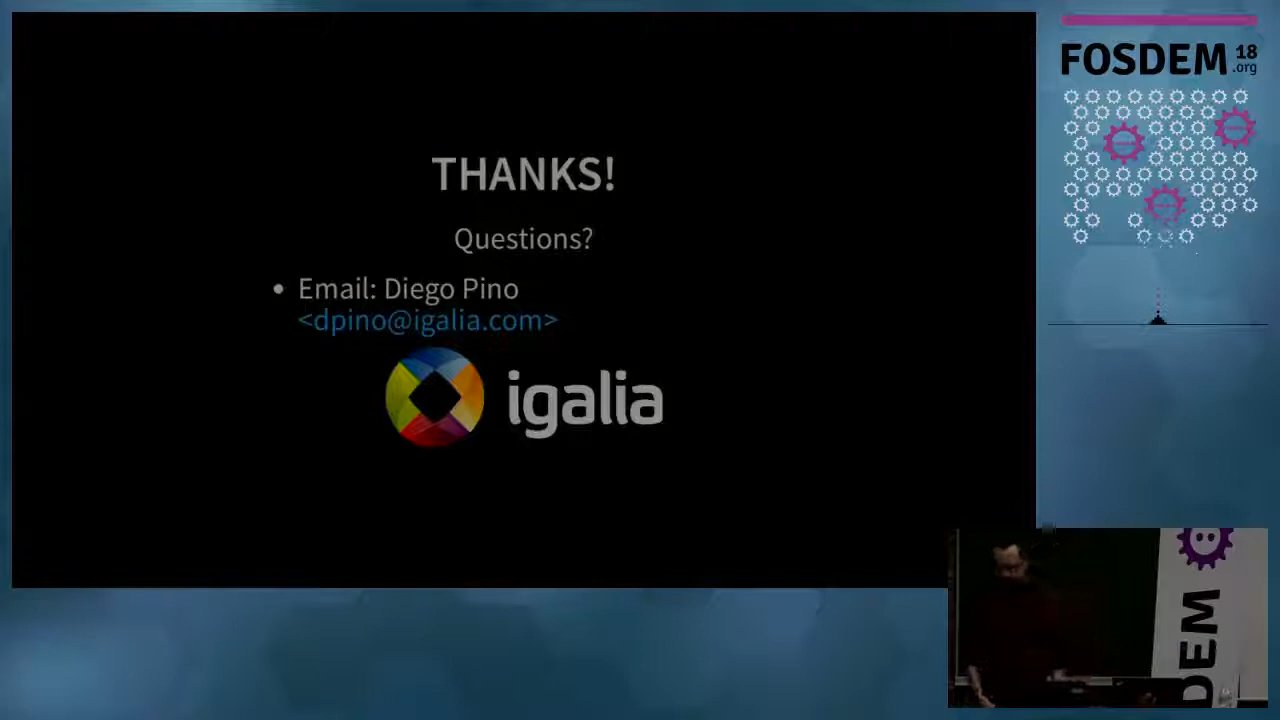 THANKS!
Questions?
• Email: Diego Pino
<dpino@igalia.com>
igalia
FOSDEM 18
.org
DEM